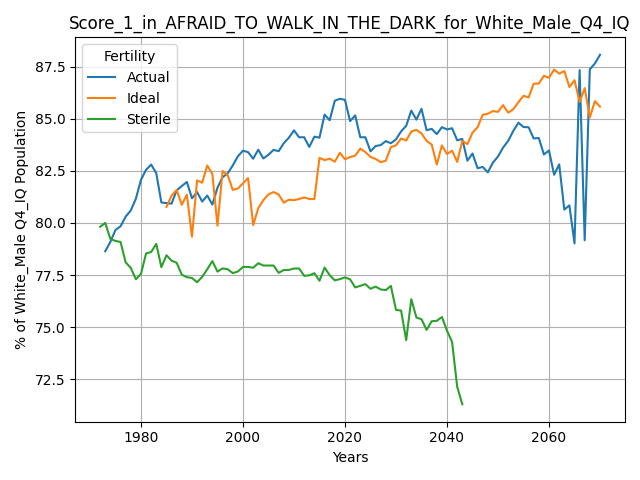 Score_1_in_AFRAID_TO_WALK_IN_THE_DARK_for_White_Male_Q4_IQ
Fertility
Actual
Ideal
Sterile
% of White_Male Q4_IQ Population
87.5
85.0
82.5
80.0
77.5
75.0
72.5
1980
2000
2020
2040
2060
Years